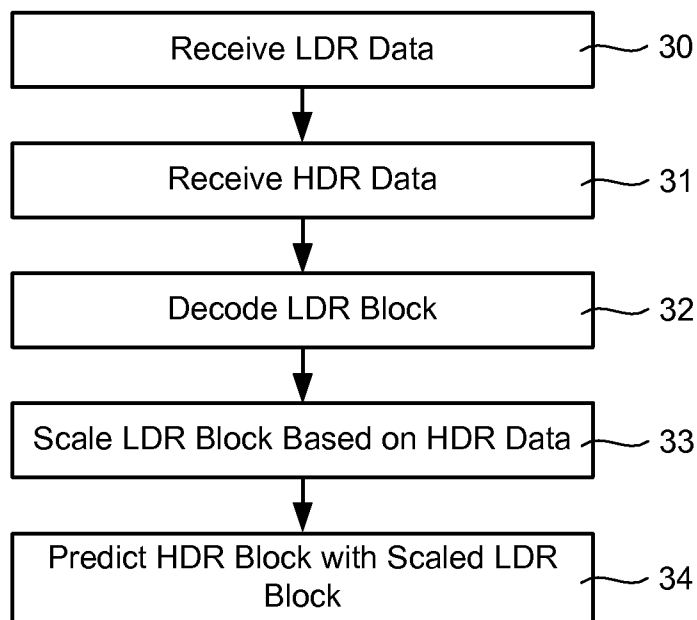 Receive LDR Data 30
Receive HDR Data 31
Decode LDR Block 32
Scale LDR Block Based on HDR Data 33
Predict HDR Block with Scaled LDR
Block 34